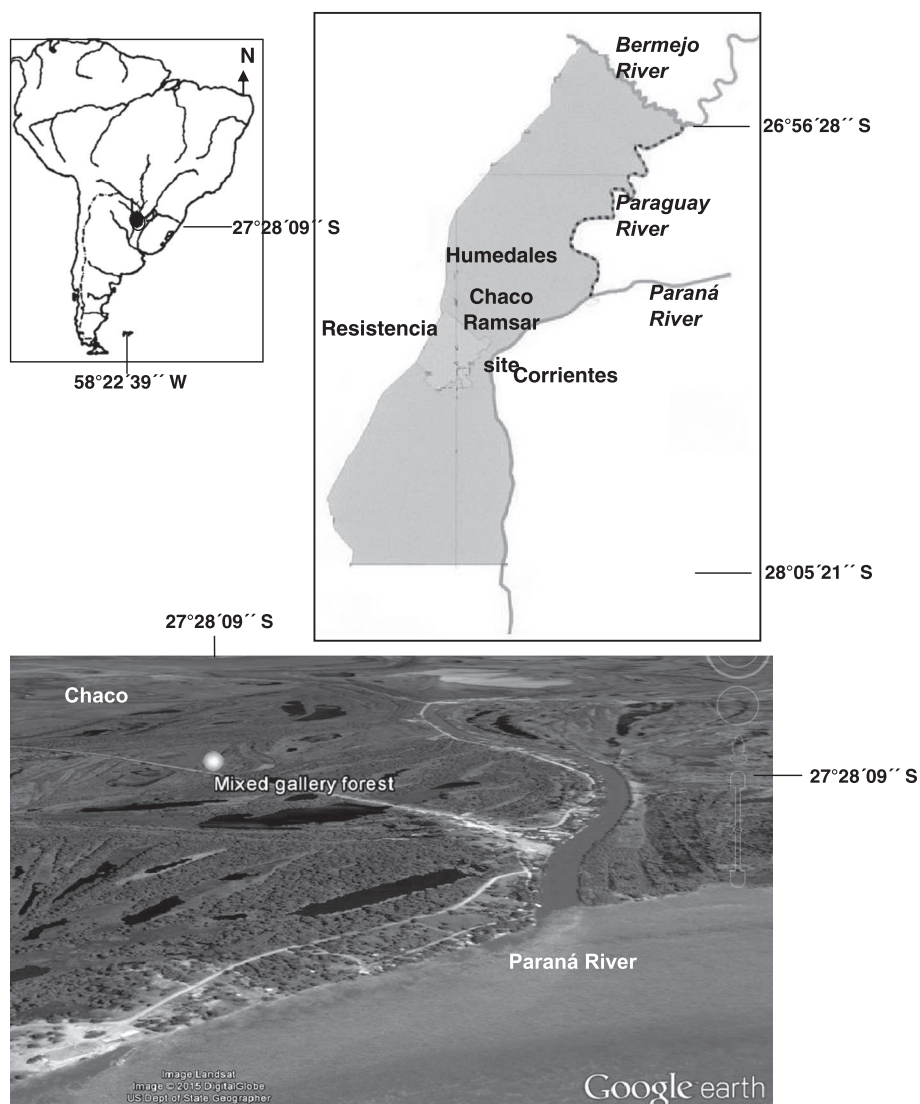 N
27°28´09´´ S
58°22´39´´ W
Bermejo
River
26°56´28´´ S
Paraguay
River
Humedales
Paraná
River
Chaco
Ramsar
Resistencia
site
Corrientes
28°05´21´´ S
27°28´09´´ S
Chaco
Mixed gallery forest
27°28´09´´ S
Paraná River
Image Landsat
Image © 2015 DigitalGlobe
US Dept of State Geographer
Google earth